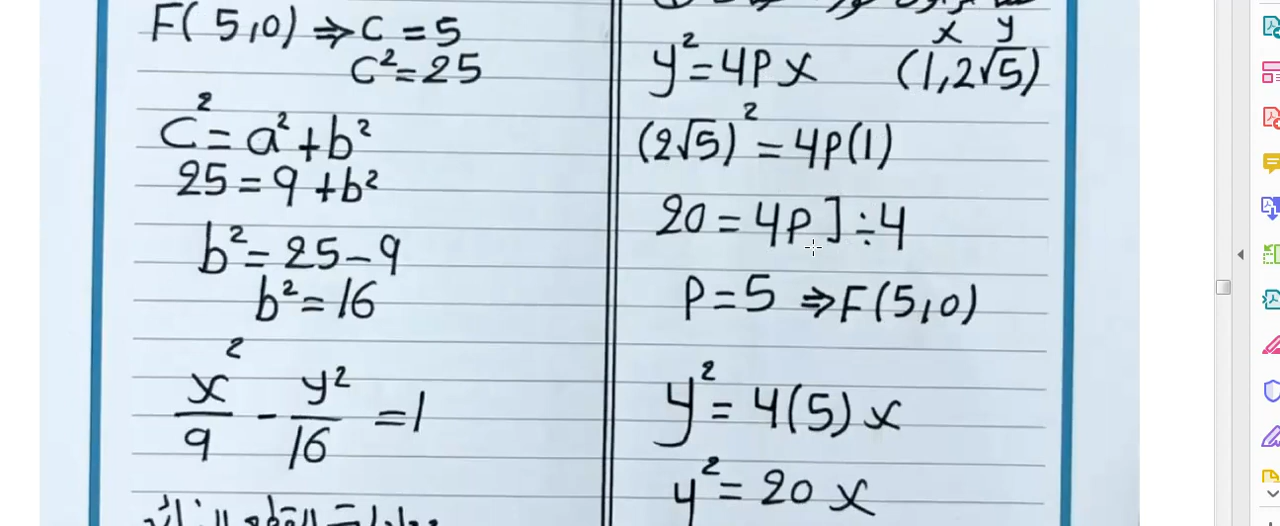 F(5,0) ⇒ C = 5
C² = 25
C² = a² + b²
25 = 9 + b²
b² = 25 - 9
b² = 16
x²/9 - y²/16 = 1
x y
y² = 4Px (1, 2√5)
(2√5)² = 4P(1)
20 = 4P] ÷ 4
P = 5 ⇒ F(5,0)
y² = 4(5)x
y² = 20x